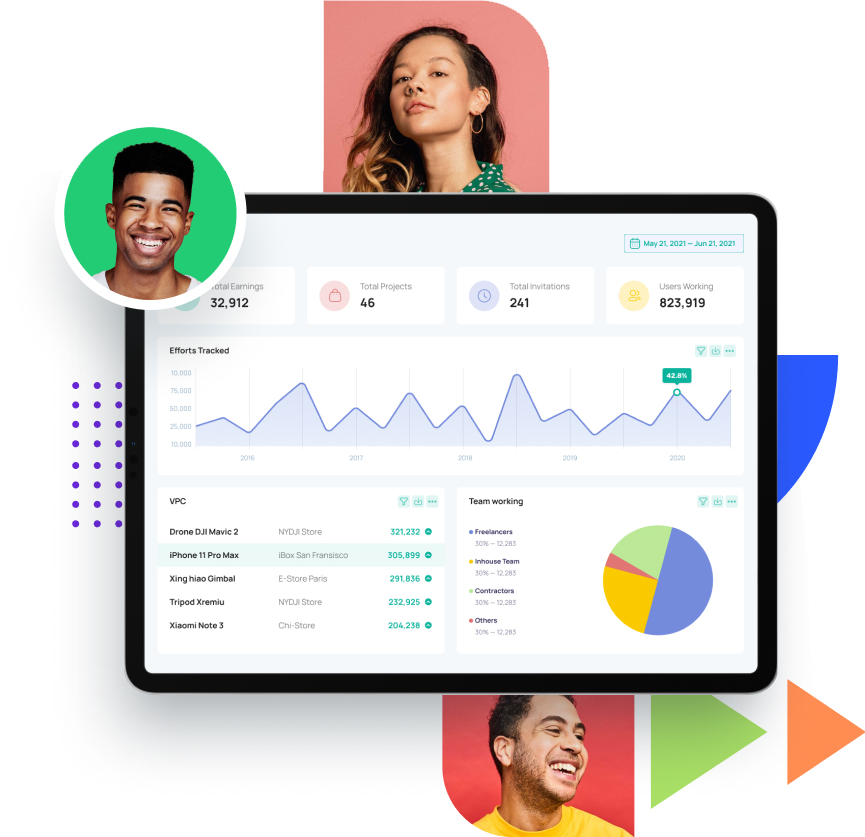 May 21, 2021 – Jun 21, 2021
Total Earnings
32,912
Total Projects
46
Total Invitations
241
Users Working
823,919
Efforts Tracked
10,000
75,000
50,000
25,000
10,000
42.8%
2016
2017
2018
2019
2020
VPC
Drone DJI Mavic 2 NYDJI Store 321,232
iPhone 11 Pro Max iBox San Fransisco 305,899
Xing hiao Gimbal E-Store Paris 291,836
Tripod Xremiu NYDJI Store 232,925
Xiaomi Note 3 Chi-Store 204,238
Team working
Freelancers
30% – 12,283
Inhouse Team
30% – 12,283
Contractors
30% – 12,283
Others
30% – 12,283